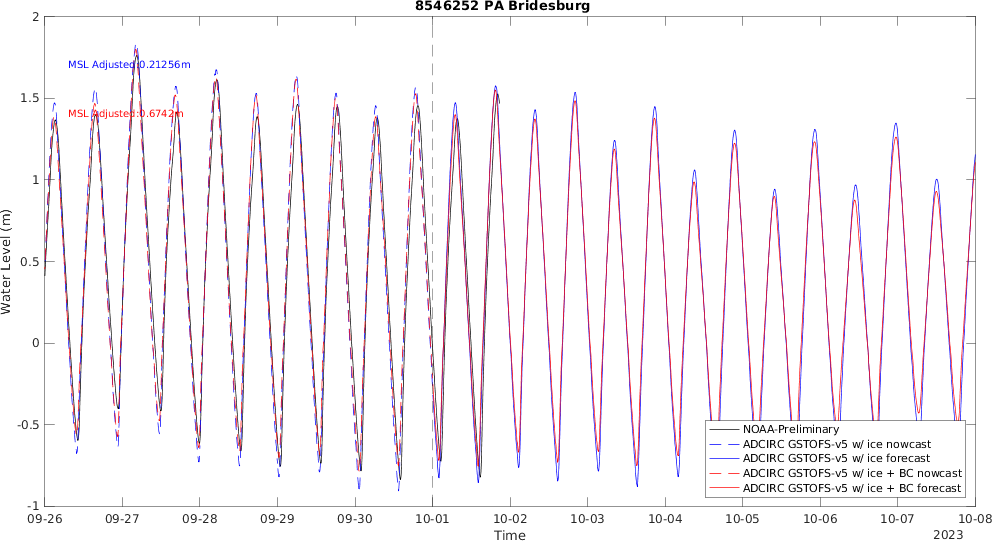 8546252 PA Bridesburg
2
1.5
1
0.5
0
-0.5
-1
Water Level (m)
MSL Adjusted:0.21256m
MSL Adjusted:0.6742m
NOAA-Preliminary
ADCIRC GSTOFS-v5 w/ ice nowcast
ADCIRC GSTOFS-v5 w/ ice forecast
ADCIRC GSTOFS-v5 w/ ice + BC nowcast
ADCIRC GSTOFS-v5 w/ ice + BC forecast
09-26 09-27 09-28 09-29 09-30 10-01 10-02 10-03 10-04 10-05 10-06 10-07 10-08
Time
2023